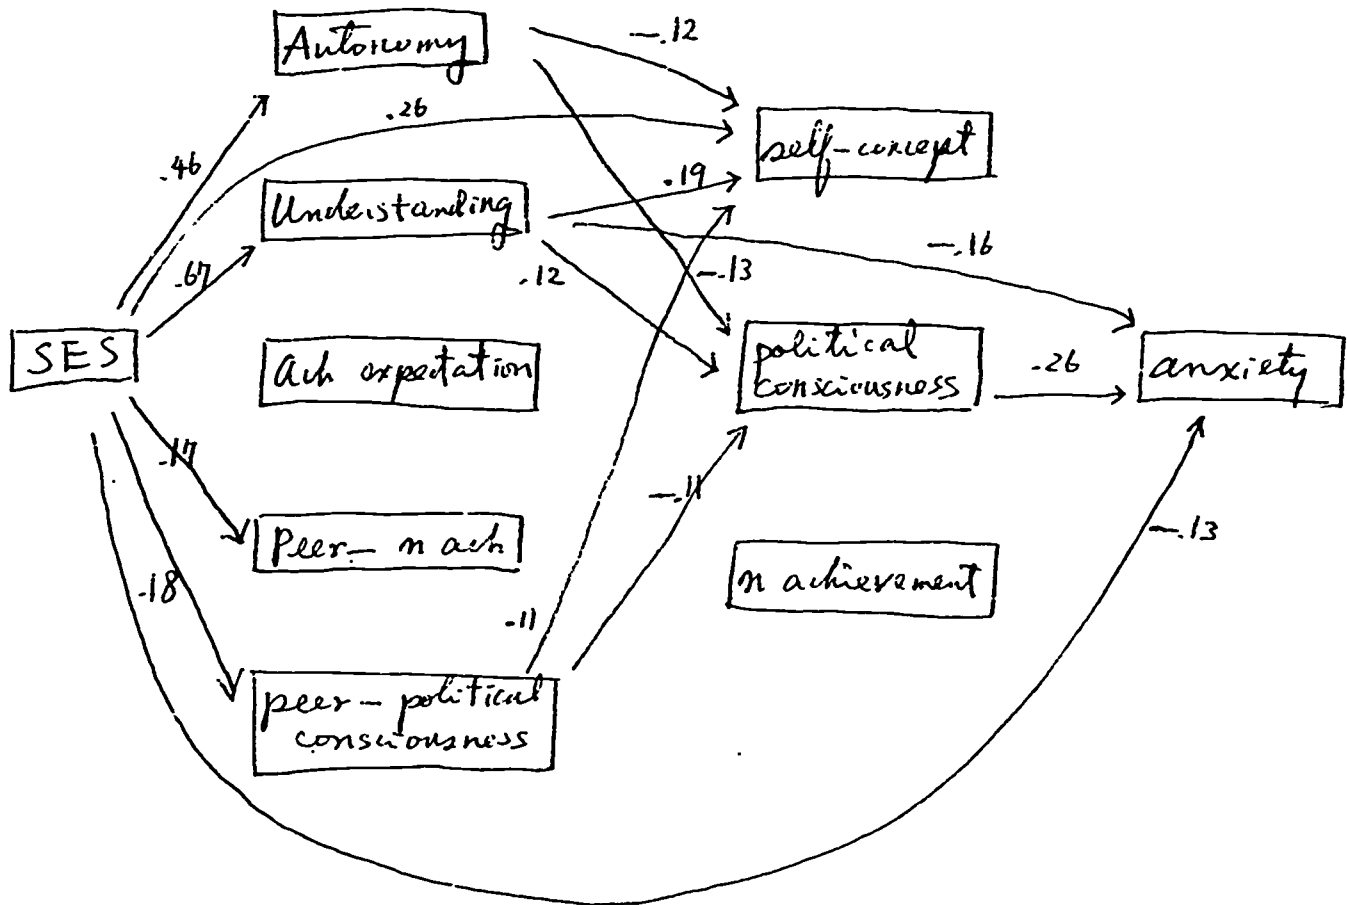 Autonomy
-.12
.26
self-concept
.46
.19
Understanding
-.16
.67
.12
-.13
SES
Ach expectation
political
consciousness
.26
anxiety
.17
-.11
Peer- n ach
-.13
n achievement
.18
.11
peer-political
consciousness